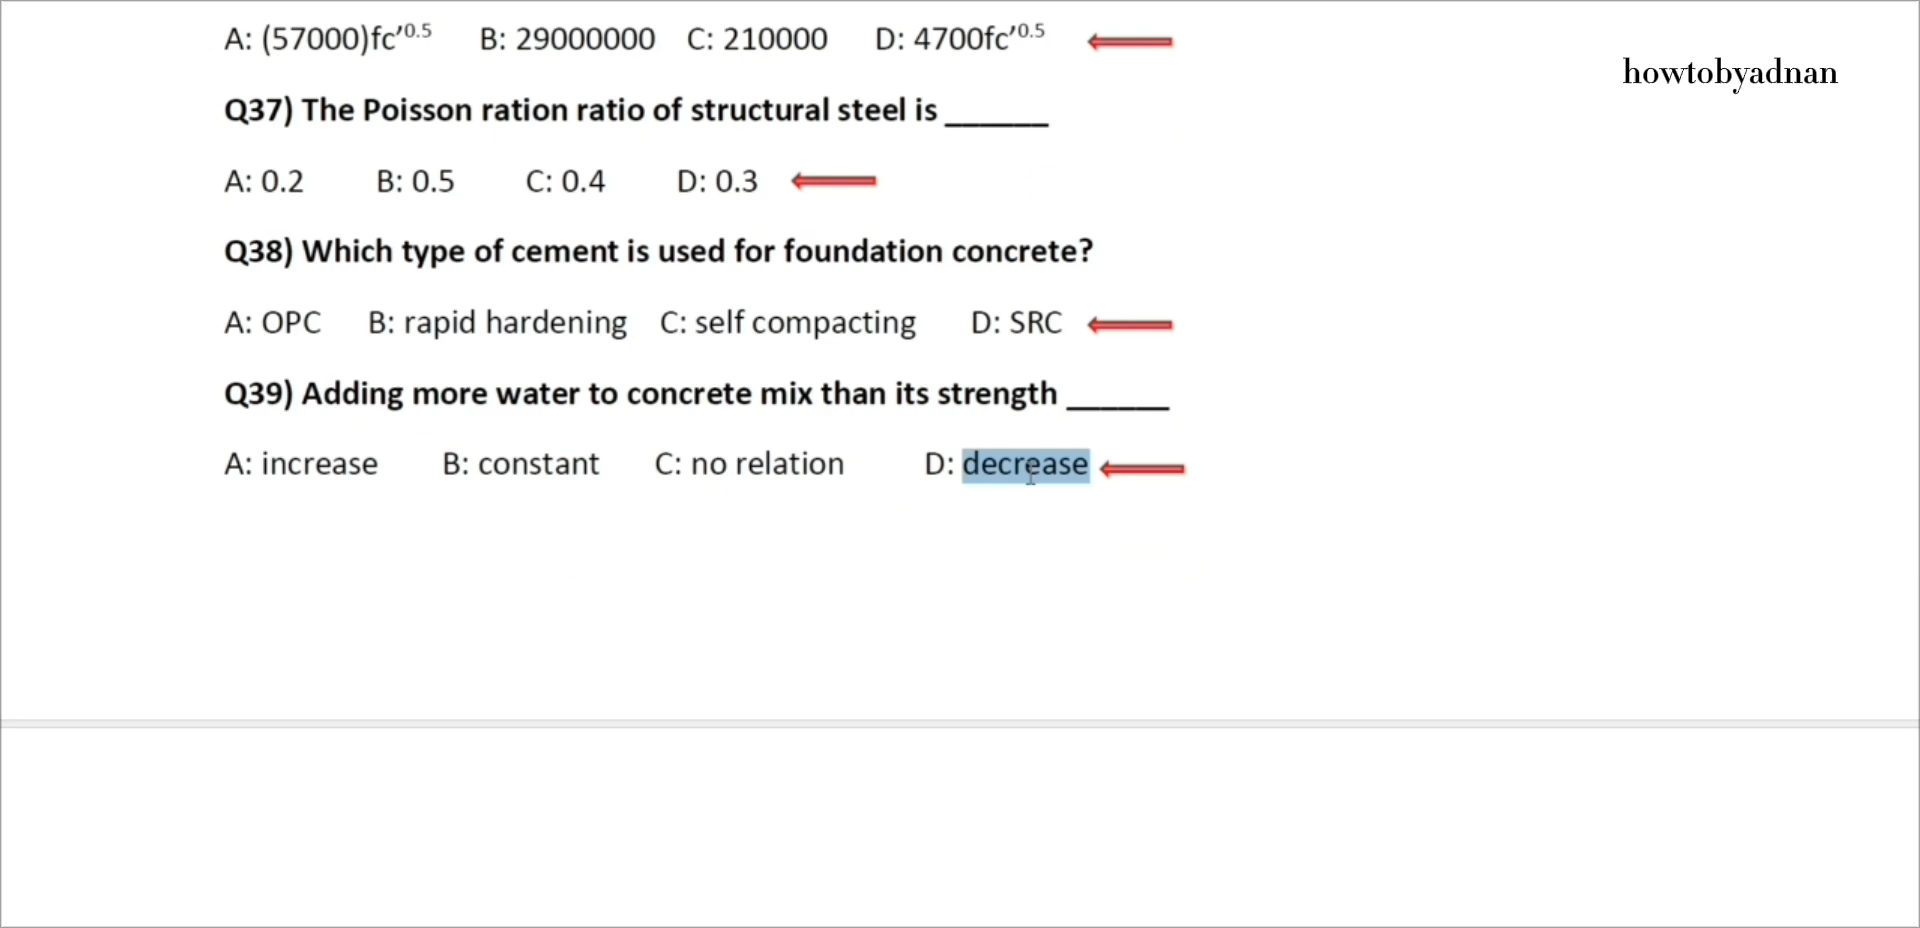 A: (57000)fc′⁰·⁵ B: 29000000 C: 210000 D: 4700fc′⁰·⁵
howtobyadnan
Q37) The Poisson ration ratio of structural steel is ______
A: 0.2 B: 0.5 C: 0.4 D: 0.3
Q38) Which type of cement is used for foundation concrete?
A: OPC B: rapid hardening C: self compacting D: SRC
Q39) Adding more water to concrete mix than its strength ______
A: increase B: constant C: no relation D: decrease